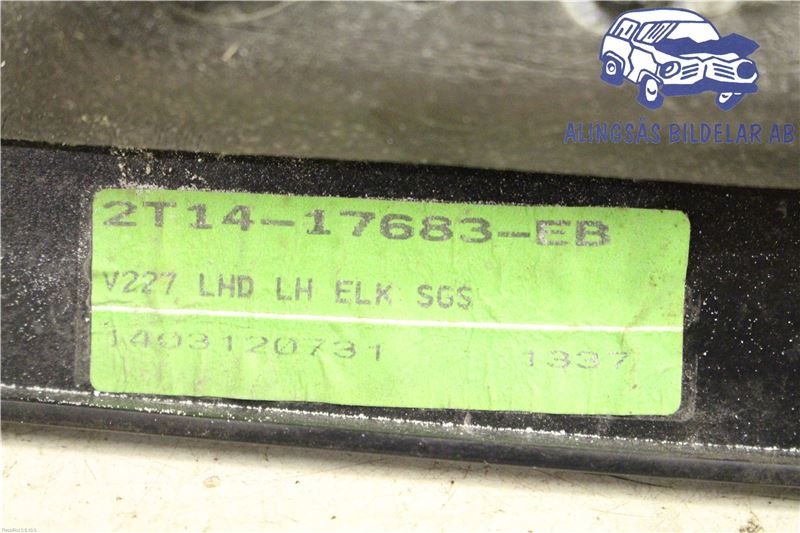 ALINGSÅS BILDELAR AB
2T14-17683-EB
V227 LHD LH ELK SGS
1403120731 1337